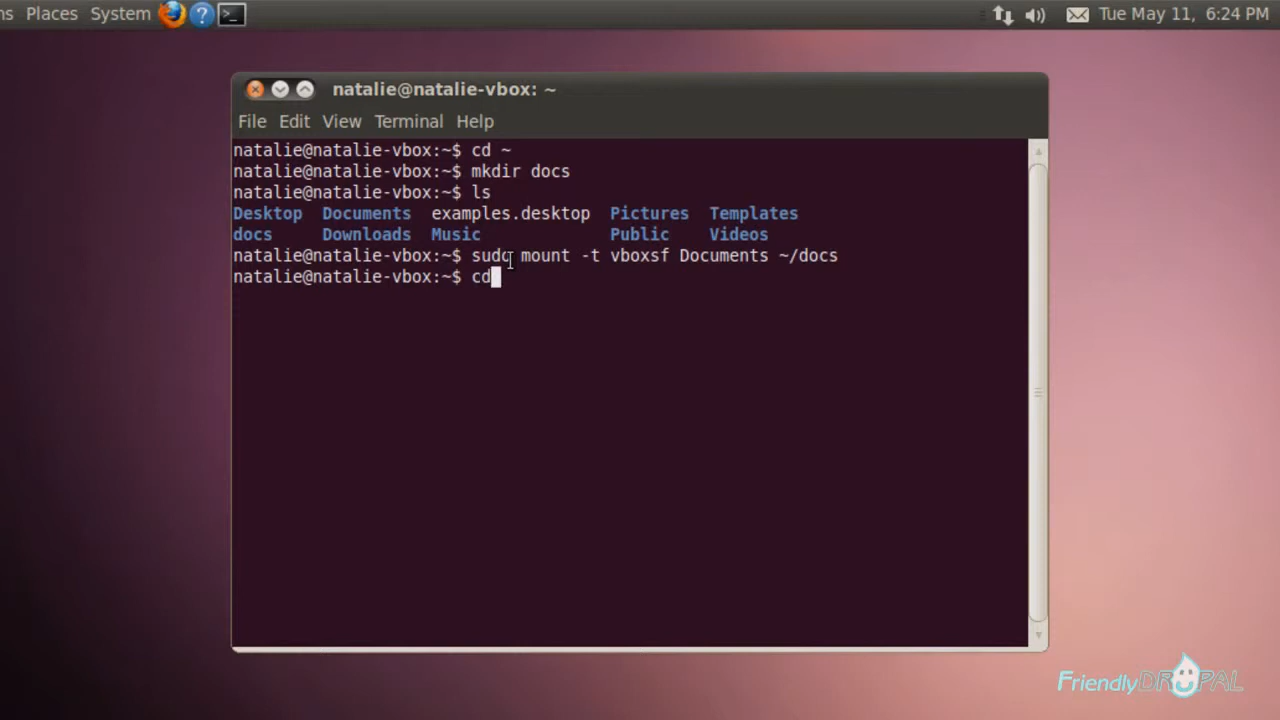 ns Places System ? >_ Tue May 11, 6:24 PM
natalie@natalie-vbox: ~
File Edit View Terminal Help
natalie@natalie-vbox:~$ cd ~
natalie@natalie-vbox:~$ mkdir docs
natalie@natalie-vbox:~$ ls
Desktop Documents examples.desktop Pictures Templates
docs Downloads Music Public Videos
natalie@natalie-vbox:~$ sudo mount -t vboxsf Documents ~/docs
natalie@natalie-vbox:~$ cd
FriendlyDRUPAL